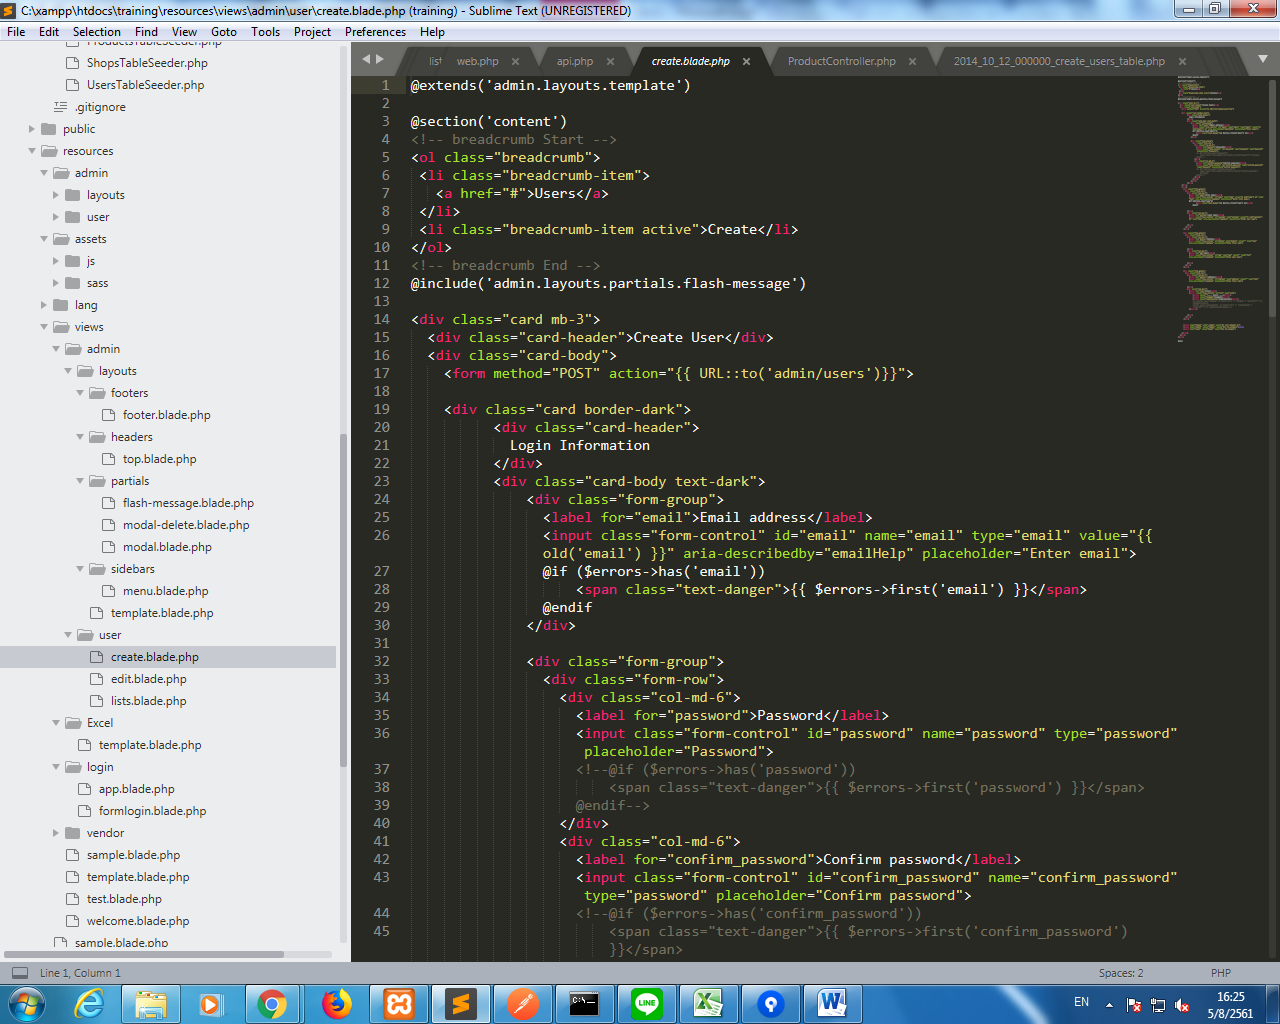 C:\xampp\htdocs\training\resources\views\admin\user\create.blade.php (training) - Sublime Text (UNREGISTERED)
File Edit Selection Find View Goto Tools Project Preferences Help
ProductsTableSeeder.php
ShopsTableSeeder.php
UsersTableSeeder.php
.gitignore
public
resources
admin
layouts
user
assets
js
sass
lang
views
admin
layouts
footers
footer.blade.php
headers
top.blade.php
partials
flash-message.blade.php
modal-delete.blade.php
modal.blade.php
sidebars
menu.blade.php
template.blade.php
user
create.blade.php
edit.blade.php
lists.blade.php
Excel
template.blade.php
login
app.blade.php
formlogin.blade.php
vendor
sample.blade.php
template.blade.php
test.blade.php
welcome.blade.php
sample.blade.php
list web.php api.php create.blade.php ProductController.php 2014_10_12_000000_create_users_table.php
1 @extends('admin.layouts.template')
2
3 @section('content')
4 <!-- breadcrumb Start -->
5 <ol class="breadcrumb">
6 <li class="breadcrumb-item">
7 <a href="#">Users</a>
8 </li>
9 <li class="breadcrumb-item active">Create</li>
10 </ol>
11 <!-- breadcrumb End -->
12 @include('admin.layouts.partials.flash-message')
13
14 <div class="card mb-3">
15 <div class="card-header">Create User</div>
16 <div class="card-body">
17 <form method="POST" action="{{ URL::to('admin/users')}}">
18
19 <div class="card border-dark">
20 <div class="card-header">
21 Login Information
22 </div>
23 <div class="card-body text-dark">
24 <div class="form-group">
25 <label for="email">Email address</label>
26 <input class="form-control" id="email" name="email" type="email" value="{{
old('email') }}" aria-describedby="emailHelp" placeholder="Enter email">
27 @if ($errors->has('email'))
28 <span class="text-danger">{{ $errors->first('email') }}</span>
29 @endif
30 </div>
31
32 <div class="form-group">
33 <div class="form-row">
34 <div class="col-md-6">
35 <label for="password">Password</label>
36 <input class="form-control" id="password" name="password" type="password"
placeholder="Password">
37 <!--@if ($errors->has('password'))
38 <span class="text-danger">{{ $errors->first('password') }}</span>
39 @endif-->
40 </div>
41 <div class="col-md-6">
42 <label for="confirm_password">Confirm password</label>
43 <input class="form-control" id="confirm_password" name="confirm_password"
type="password" placeholder="Confirm password">
44 <!--@if ($errors->has('confirm_password'))
45 <span class="text-danger">{{ $errors->first('confirm_password')
}}</span>
Line 1, Column 1 Spaces: 2 PHP
LINE
EN
16:25
5/8/2561